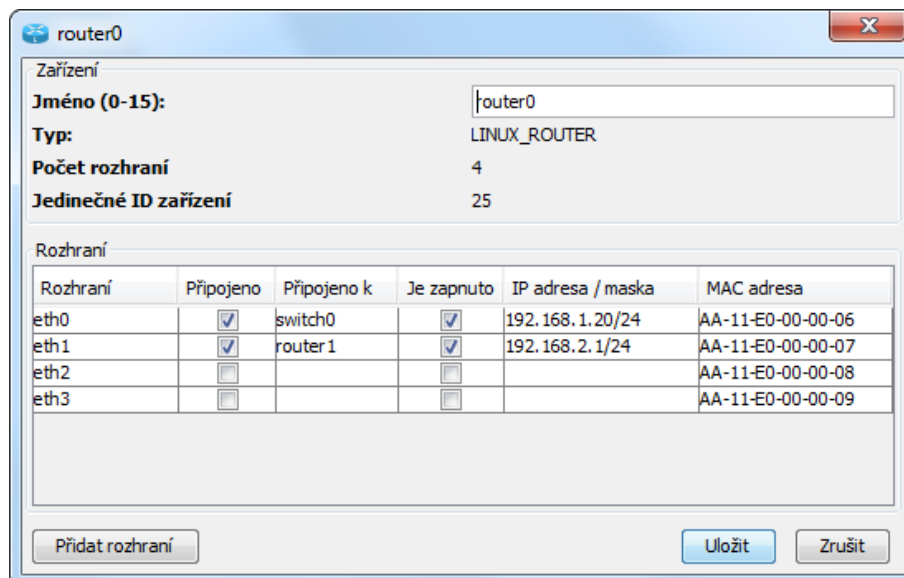 router0
Zařízení
Jméno (0-15): router0
Typ: LINUX_ROUTER
Počet rozhraní 4
Jedinečné ID zařízení 25
Rozhraní
Rozhraní Připojeno Připojeno k Je zapnuto IP adresa / maska MAC adresa
eth0 switch0 192.168.1.20/24 AA-11-E0-00-00-06
eth1 router1 192.168.2.1/24 AA-11-E0-00-00-07
eth2 AA-11-E0-00-00-08
eth3 AA-11-E0-00-00-09
Přidat rozhraní Uložit Zrušit